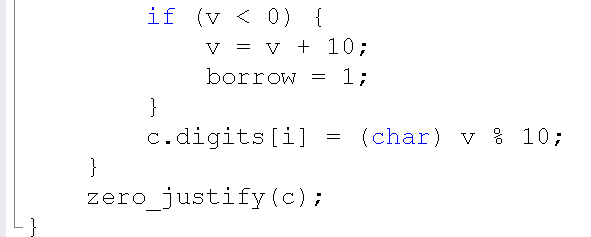 if (v < 0) {
v = v + 10;
borrow = 1;
}
c.digits[i] = (char) v % 10;
}
zero_justify(c);
}